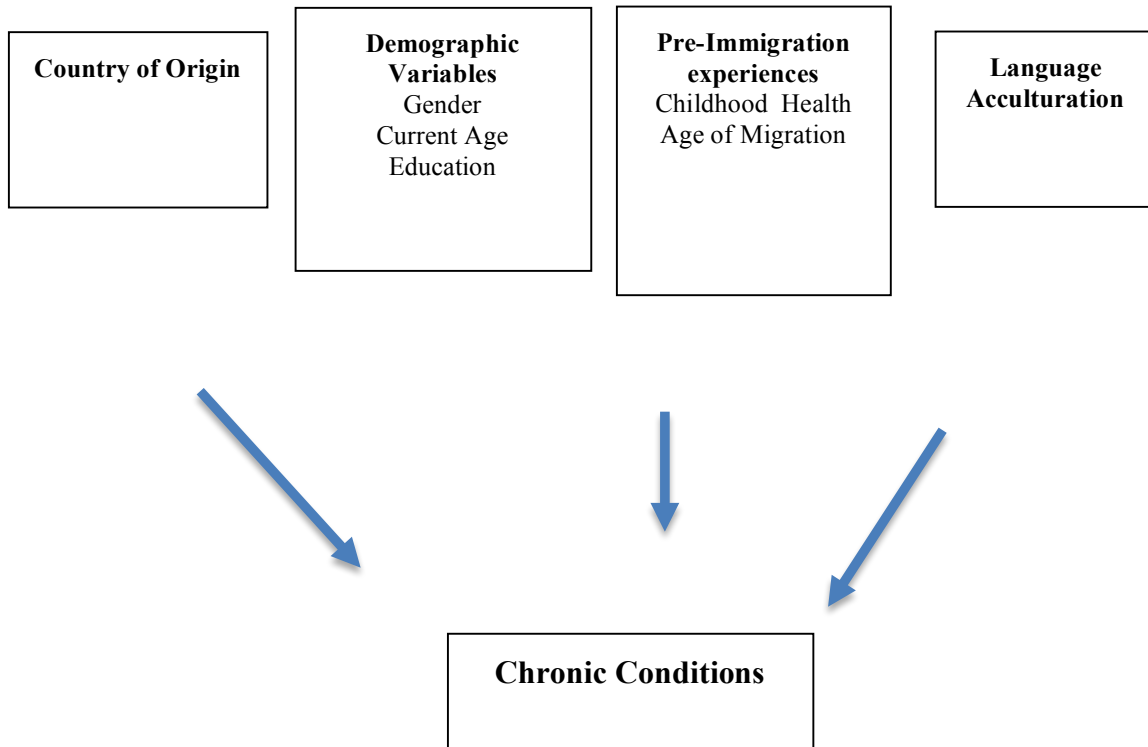 Country of Origin
Demographic
Variables
Gender
Current Age
Education
Pre-Immigration
experiences
Childhood Health
Age of Migration
Language
Acculturation
Chronic Conditions